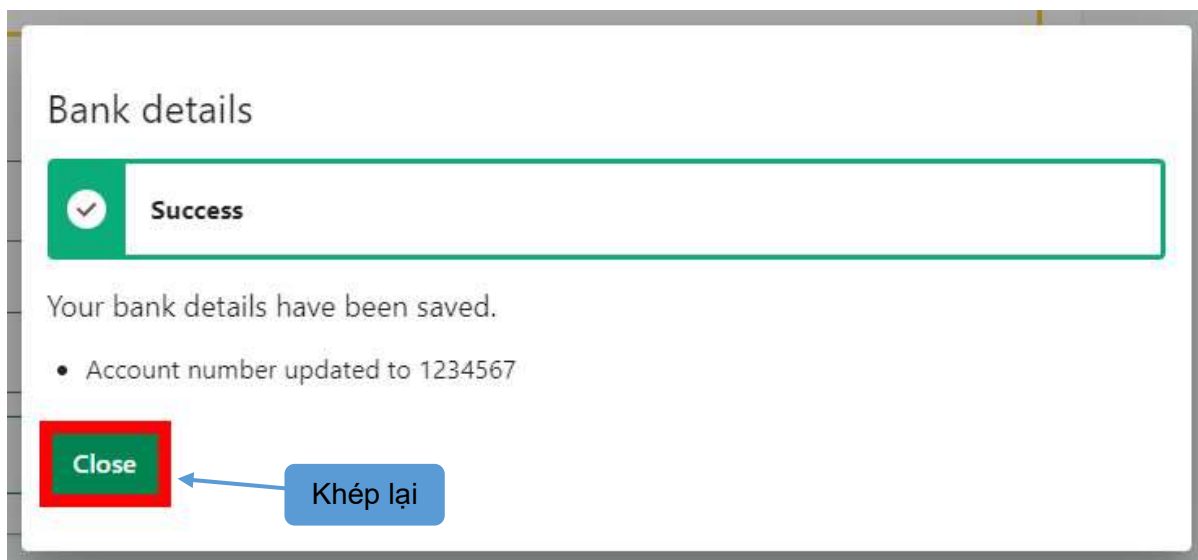 Bank details
Success
Your bank details have been saved.
• Account number updated to 1234567
Close
Khép lại